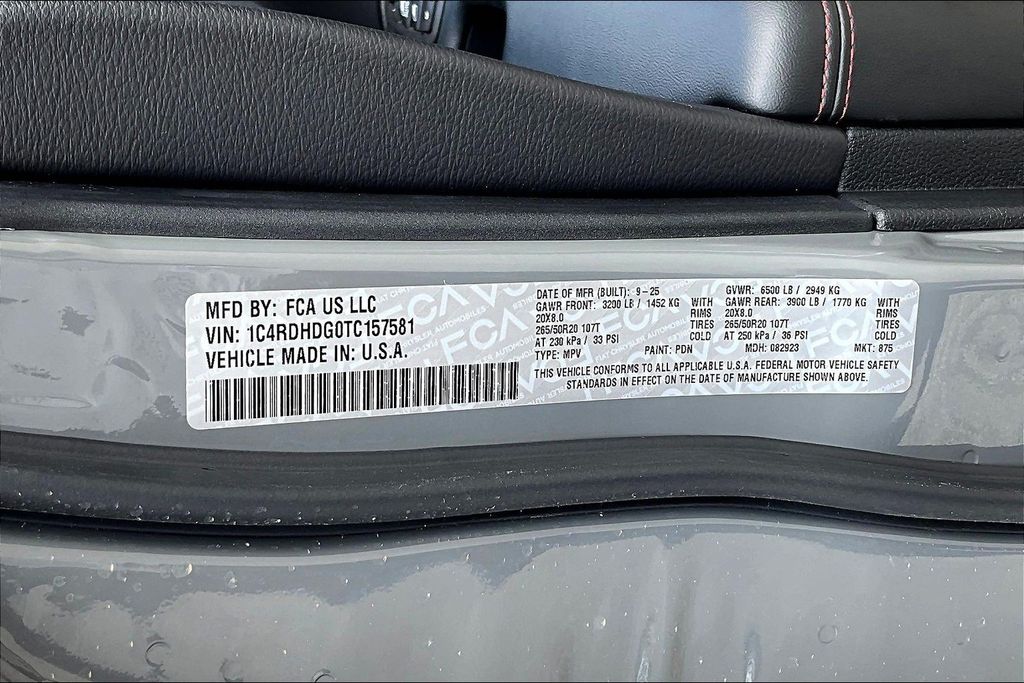 MFD BY: FCA US LLC
VIN: 1C4RDHDG0TC157581
VEHICLE MADE IN: U.S.A.
DATE OF MFR (BUILT): 9-25
GAWR FRONT: 3200 LB / 1452 KG WITH
20X8.0 RIMS
265/50R20 107T TIRES
AT 230 kPa / 33 PSI COLD
TYPE: MPV PAINT: PDN
GVWR: 6500 LB / 2949 KG
GAWR REAR: 3900 LB / 1770 KG WITH
20X8.0 RIMS
265/50R20 107T TIRES
AT 250 kPa / 36 PSI COLD
MDH: 082923 MKT: 875
THIS VEHICLE CONFORMS TO ALL APPLICABLE U.S.A. FEDERAL MOTOR VEHICLE SAFETY
STANDARDS IN EFFECT ON THE DATE OF MANUFACTURE SHOWN ABOVE.